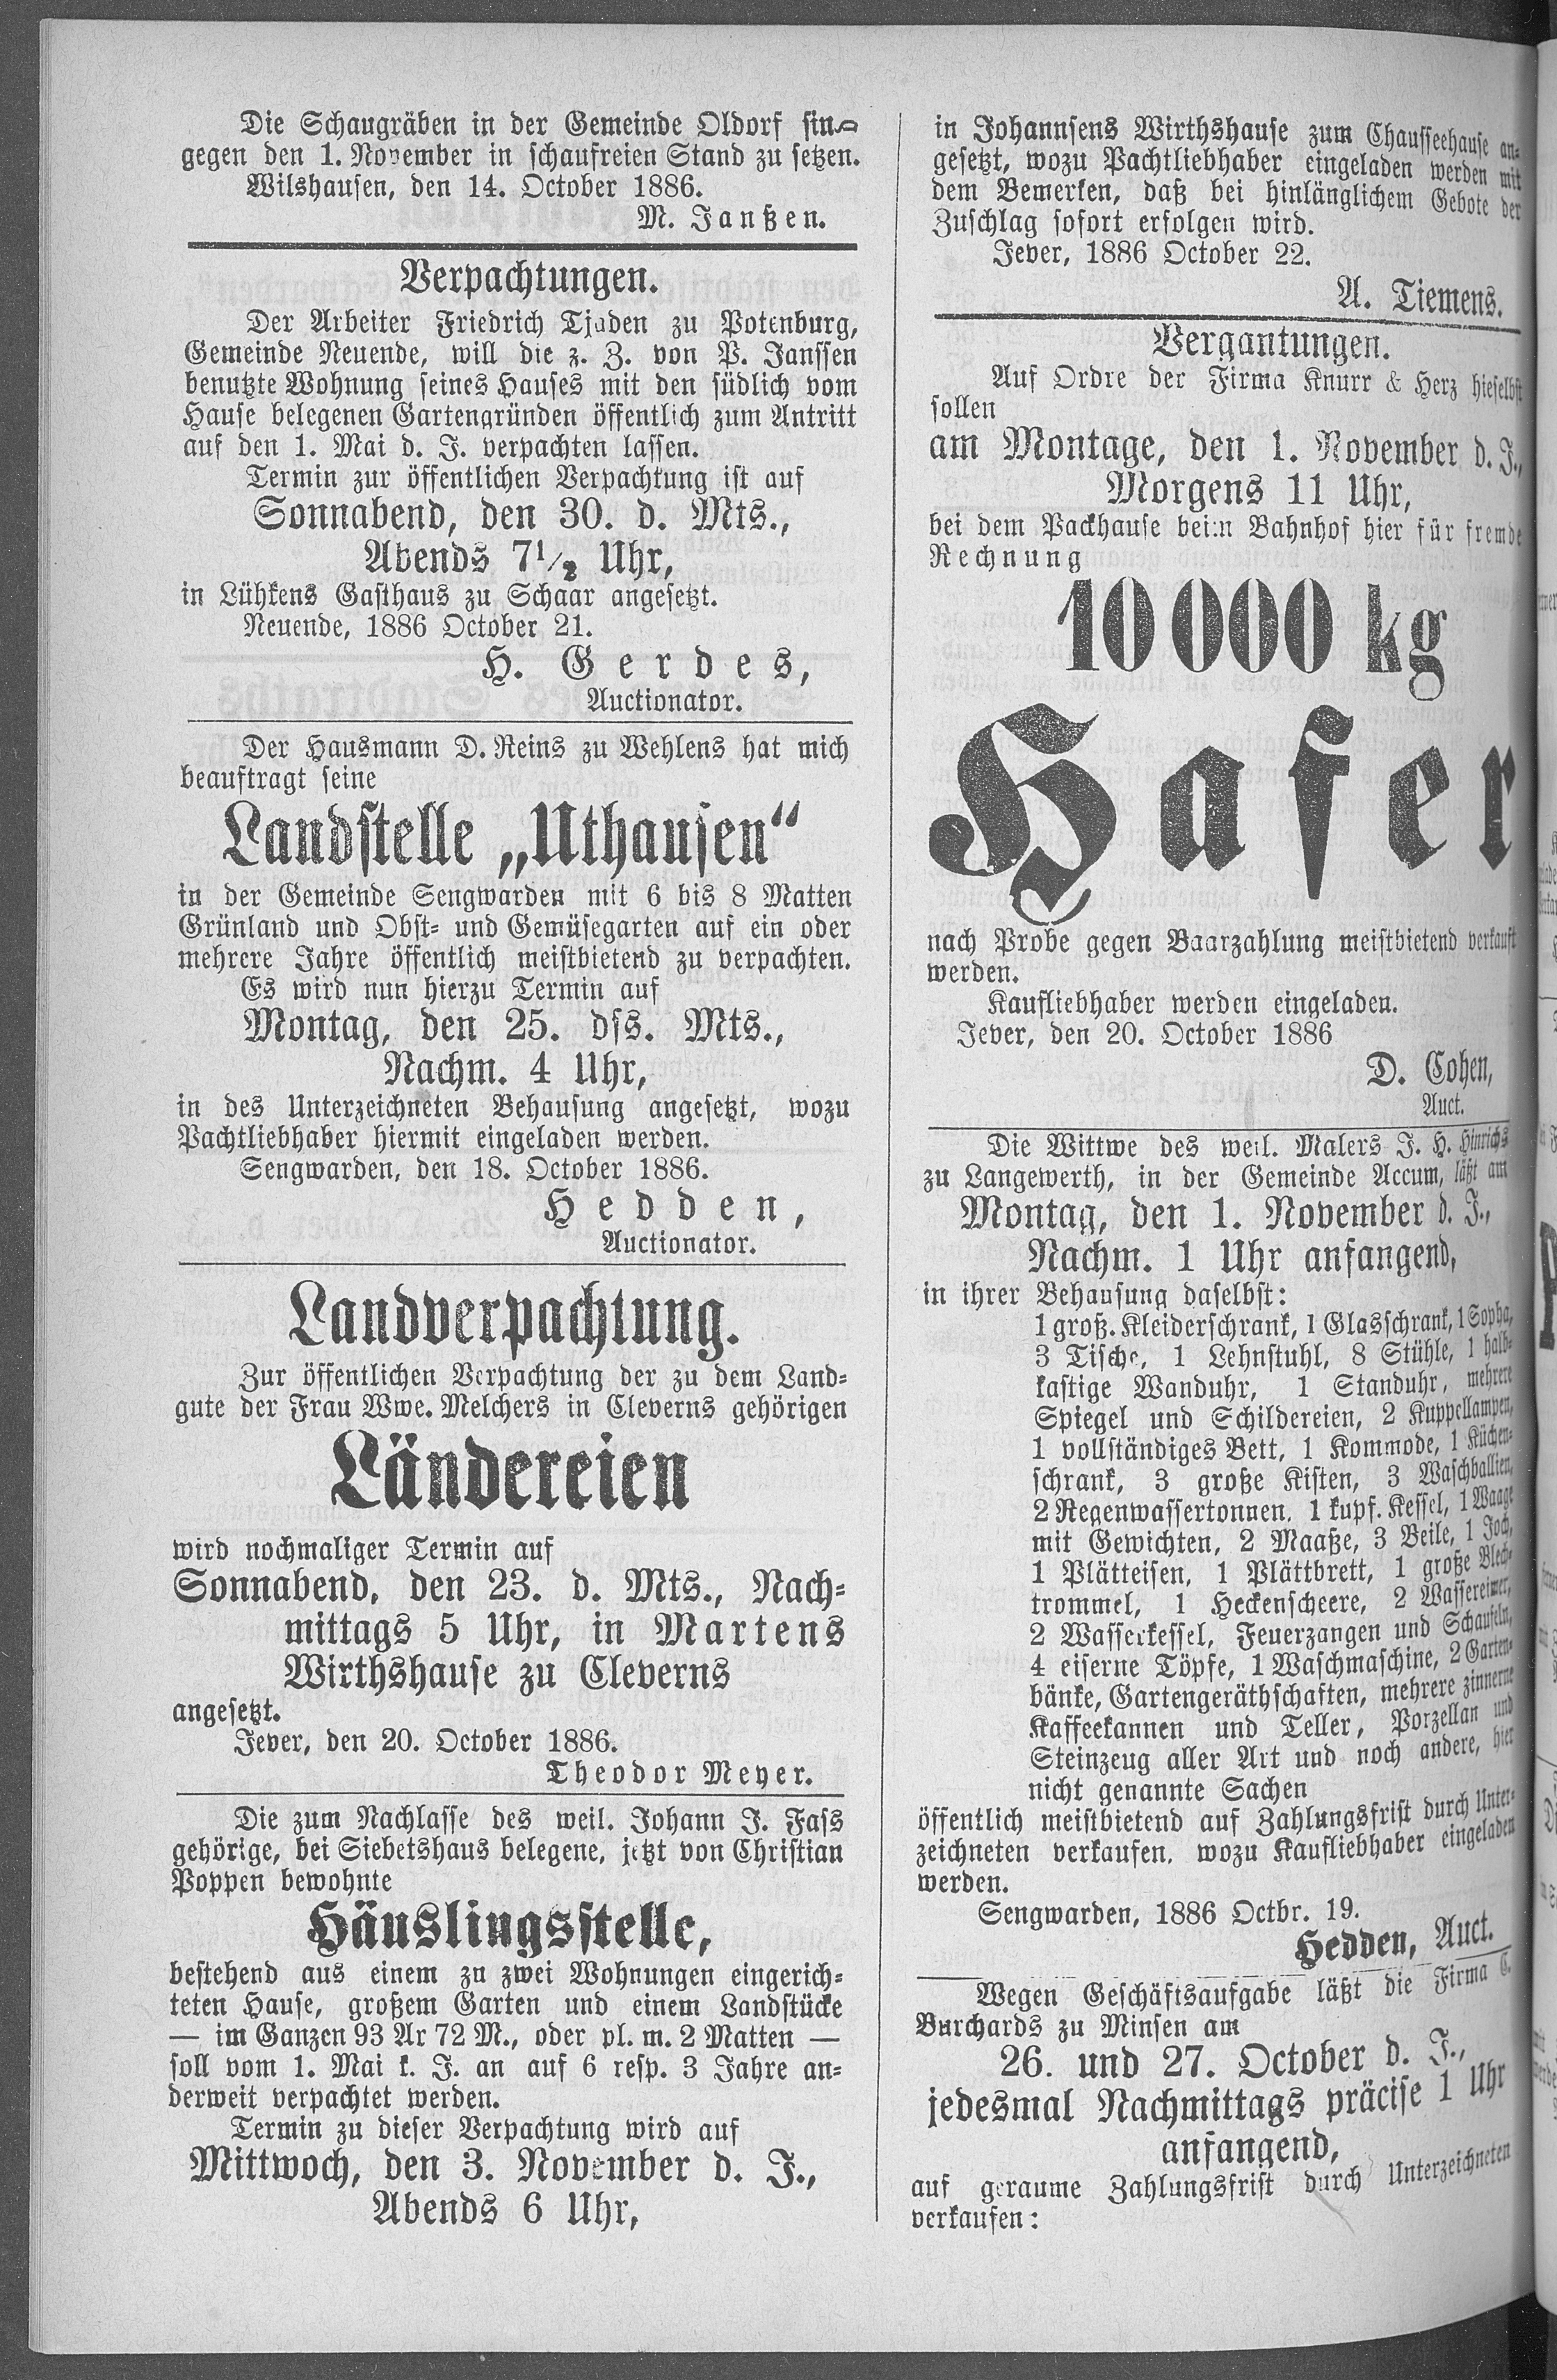 Die Schaugräben in der Gemeinde Oldorf sin
gegen den 1. November in schaufreien Stand zu setzen.
Wilshausen, den 14. October 1886.
M. Janßen.
Verpachtungen.
Der Arbeiter Friedrich Tjaden zu Potenburg,
Gemeinde Neuende, will die z. Z. von P. Janssen
benutzte Wohnung seines Hauses mit den südlich vom
Hause belegenen Gartengründen öffentlich zum Antritt
auf den 1. Mai d. J. verpachten lassen.
Termin zur öffentlichen Verpachtung ist auf
Sonnabend, den 30. d. Mts.,
Abends 7½ Uhr,
in Lühkens Gasthaus zu Schaar angesetzt.
Neuende, 1886 October 21.
H. Gerdes,
Auctionator.
Der Hausmann D. Reins zu Wehlens hat mich
beauftragt seine
Landstelle „Uthausen“
in der Gemeinde Sengwarden mit 6 bis 8 Matten
Grünland und Obst- und Gemüsegarten auf ein oder
mehrere Jahre öffentlich meistbietend zu verpachten.
Es wird nun hierzu Termin auf
Montag, den 25. dss. Mts.,
Nachm. 4 Uhr,
in des Unterzeichneten Behausung angesetzt, wozu
Pachtliebhaber hiermit eingeladen werden.
Sengwarden, den 18. October 1886.
Hedden,
Auctionator.
Landverpachtung.
Zur öffentlichen Verpachtung der zu dem Land-
gute der Frau Wwe. Melchers in Cleverns gehörigen
Ländereien
wird nochmaliger Termin auf
Sonnabend, den 23. d. Mts., Nach-
mittags 5 Uhr, in Martens
Wirthshause zu Cleverns
angesetzt.
Jever, den 20. October 1886.
Theodor Meyer.
Die zum Nachlasse des weil. Johann J. Fass
gehörige, bei Siebetshaus belegene, jetzt von Christian
Poppen bewohnte
Häuslingsstelle,
bestehend aus einem zu zwei Wohnungen eingerich-
teten Hause, großem Garten und einem Landstücke
— im Ganzen 93 Ar 72 M., oder pl. m. 2 Matten —
soll vom 1. Mai k. J. an auf 6 resp. 3 Jahre an-
derweit verpachtet werden.
Termin zu dieser Verpachtung wird auf
Mittwoch, den 3. November d. J.,
Abends 6 Uhr,
in Johannsens Wirthshause zum Chausseehause an-
gesetzt, wozu Pachtliebhaber eingeladen werden mit
dem Bemerken, daß bei hinlänglichem Gebote der
Zuschlag sofort erfolgen wird.
Jever, 1886 October 22.
A. Tiemens.
Vergantungen.
Auf Ordre der Firma Knurr & Herz hieselbst
sollen
am Montage, den 1. November d. J.,
Morgens 11 Uhr,
bei dem Packhause beim Bahnhof hier für fremde
Rechnung
10000 kg
Hafer
nach Probe gegen Baarzahlung meistbietend verkauft
werden.
Kaufliebhaber werden eingeladen.
Jever, den 20. October 1886
D. Cohen,
Auct.
Die Wittwe des weil. Malers J. H. Hinrichs
zu Langewerth, in der Gemeinde Accum, läßt am
Montag, den 1. November d. J.,
Nachm. 1 Uhr anfangend,
in ihrer Behausung daselbst:
1 groß. Kleiderschrank, 1 Glasschrank, 1 Sopha,
3 Tische, 1 Lehnstuhl, 8 Stühle, 1 halb-
kastige Wanduhr, 1 Standuhr, mehrere
Spiegel und Schildereien, 2 Kuppellampen,
1 vollständiges Bett, 1 Kommode, 1 Küchen-
schrank, 3 große Kisten, 3 Waschballien,
2 Regenwassertonnen, 1 kupf. Kessel, 1 Waage
mit Gewichten, 2 Maaße, 3 Beile, 1 Joch,
1 Plätteisen, 1 Plättbrett, 1 große Blech-
trommel, 1 Heckenscheere, 2 Wassereimer,
2 Wasserkessel, Feuerzangen und Schaufeln,
4 eiserne Töpfe, 1 Waschmaschine, 2 Garten-
bänke, Gartengeräthschaften, mehrere zinnerne
Kaffeekannen und Teller, Porzellan und
Steinzeug aller Art und noch andere, hier
nicht genannte Sachen
öffentlich meistbietend auf Zahlungsfrist durch Unter-
zeichneten verkaufen, wozu Kaufliebhaber eingeladen
werden.
Sengwarden, 1886 Octbr. 19.
Hedden, Auct.
Wegen Geschäftsaufgabe läßt die Firma C.
Burchards zu Minsen am
26. und 27. October d. J.,
jedesmal Nachmittags präcise 1 Uhr
anfangend,
auf geraume Zahlungsfrist durch Unterzeichneten
verkaufen: